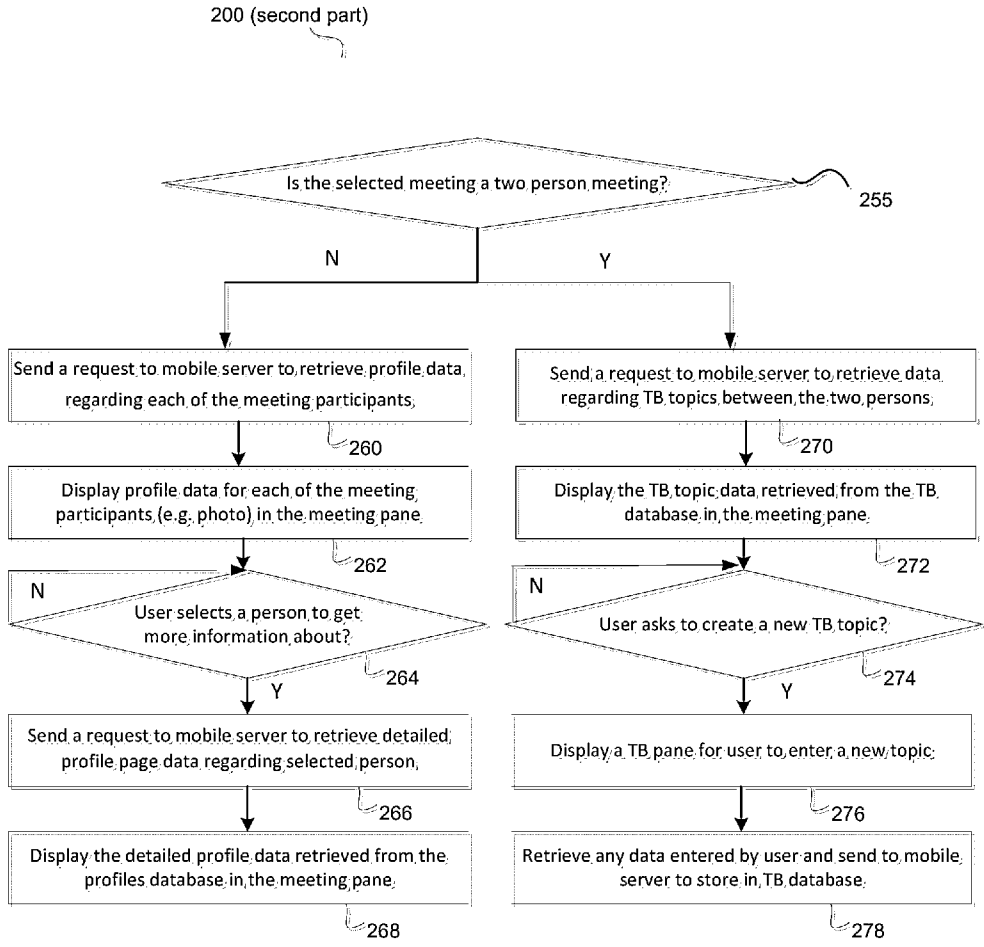 200 (second part)
Is the selected meeting a two person meeting?
255
N
Y
Send a request to mobile server to retrieve profile data
regarding each of the meeting participants
260
Send a request to mobile server to retrieve data
regarding TB topics between the two persons
270
Display profile data for each of the meeting
participants (e.g. photo) in the meeting pane
262
Display the TB topic data retrieved from the TB
database in the meeting pane
272
N
User selects a person to get
more information about?
264
Y
N
User asks to create a new TB topic?
274
Y
Send a request to mobile server to retrieve detailed
profile page data regarding selected person
266
Display a TB pane for user to enter a new topic
276
Display the detailed profile data retrieved from the
profiles database in the meeting pane
268
Retrieve any data entered by user and send to mobile
server to store in TB database
278